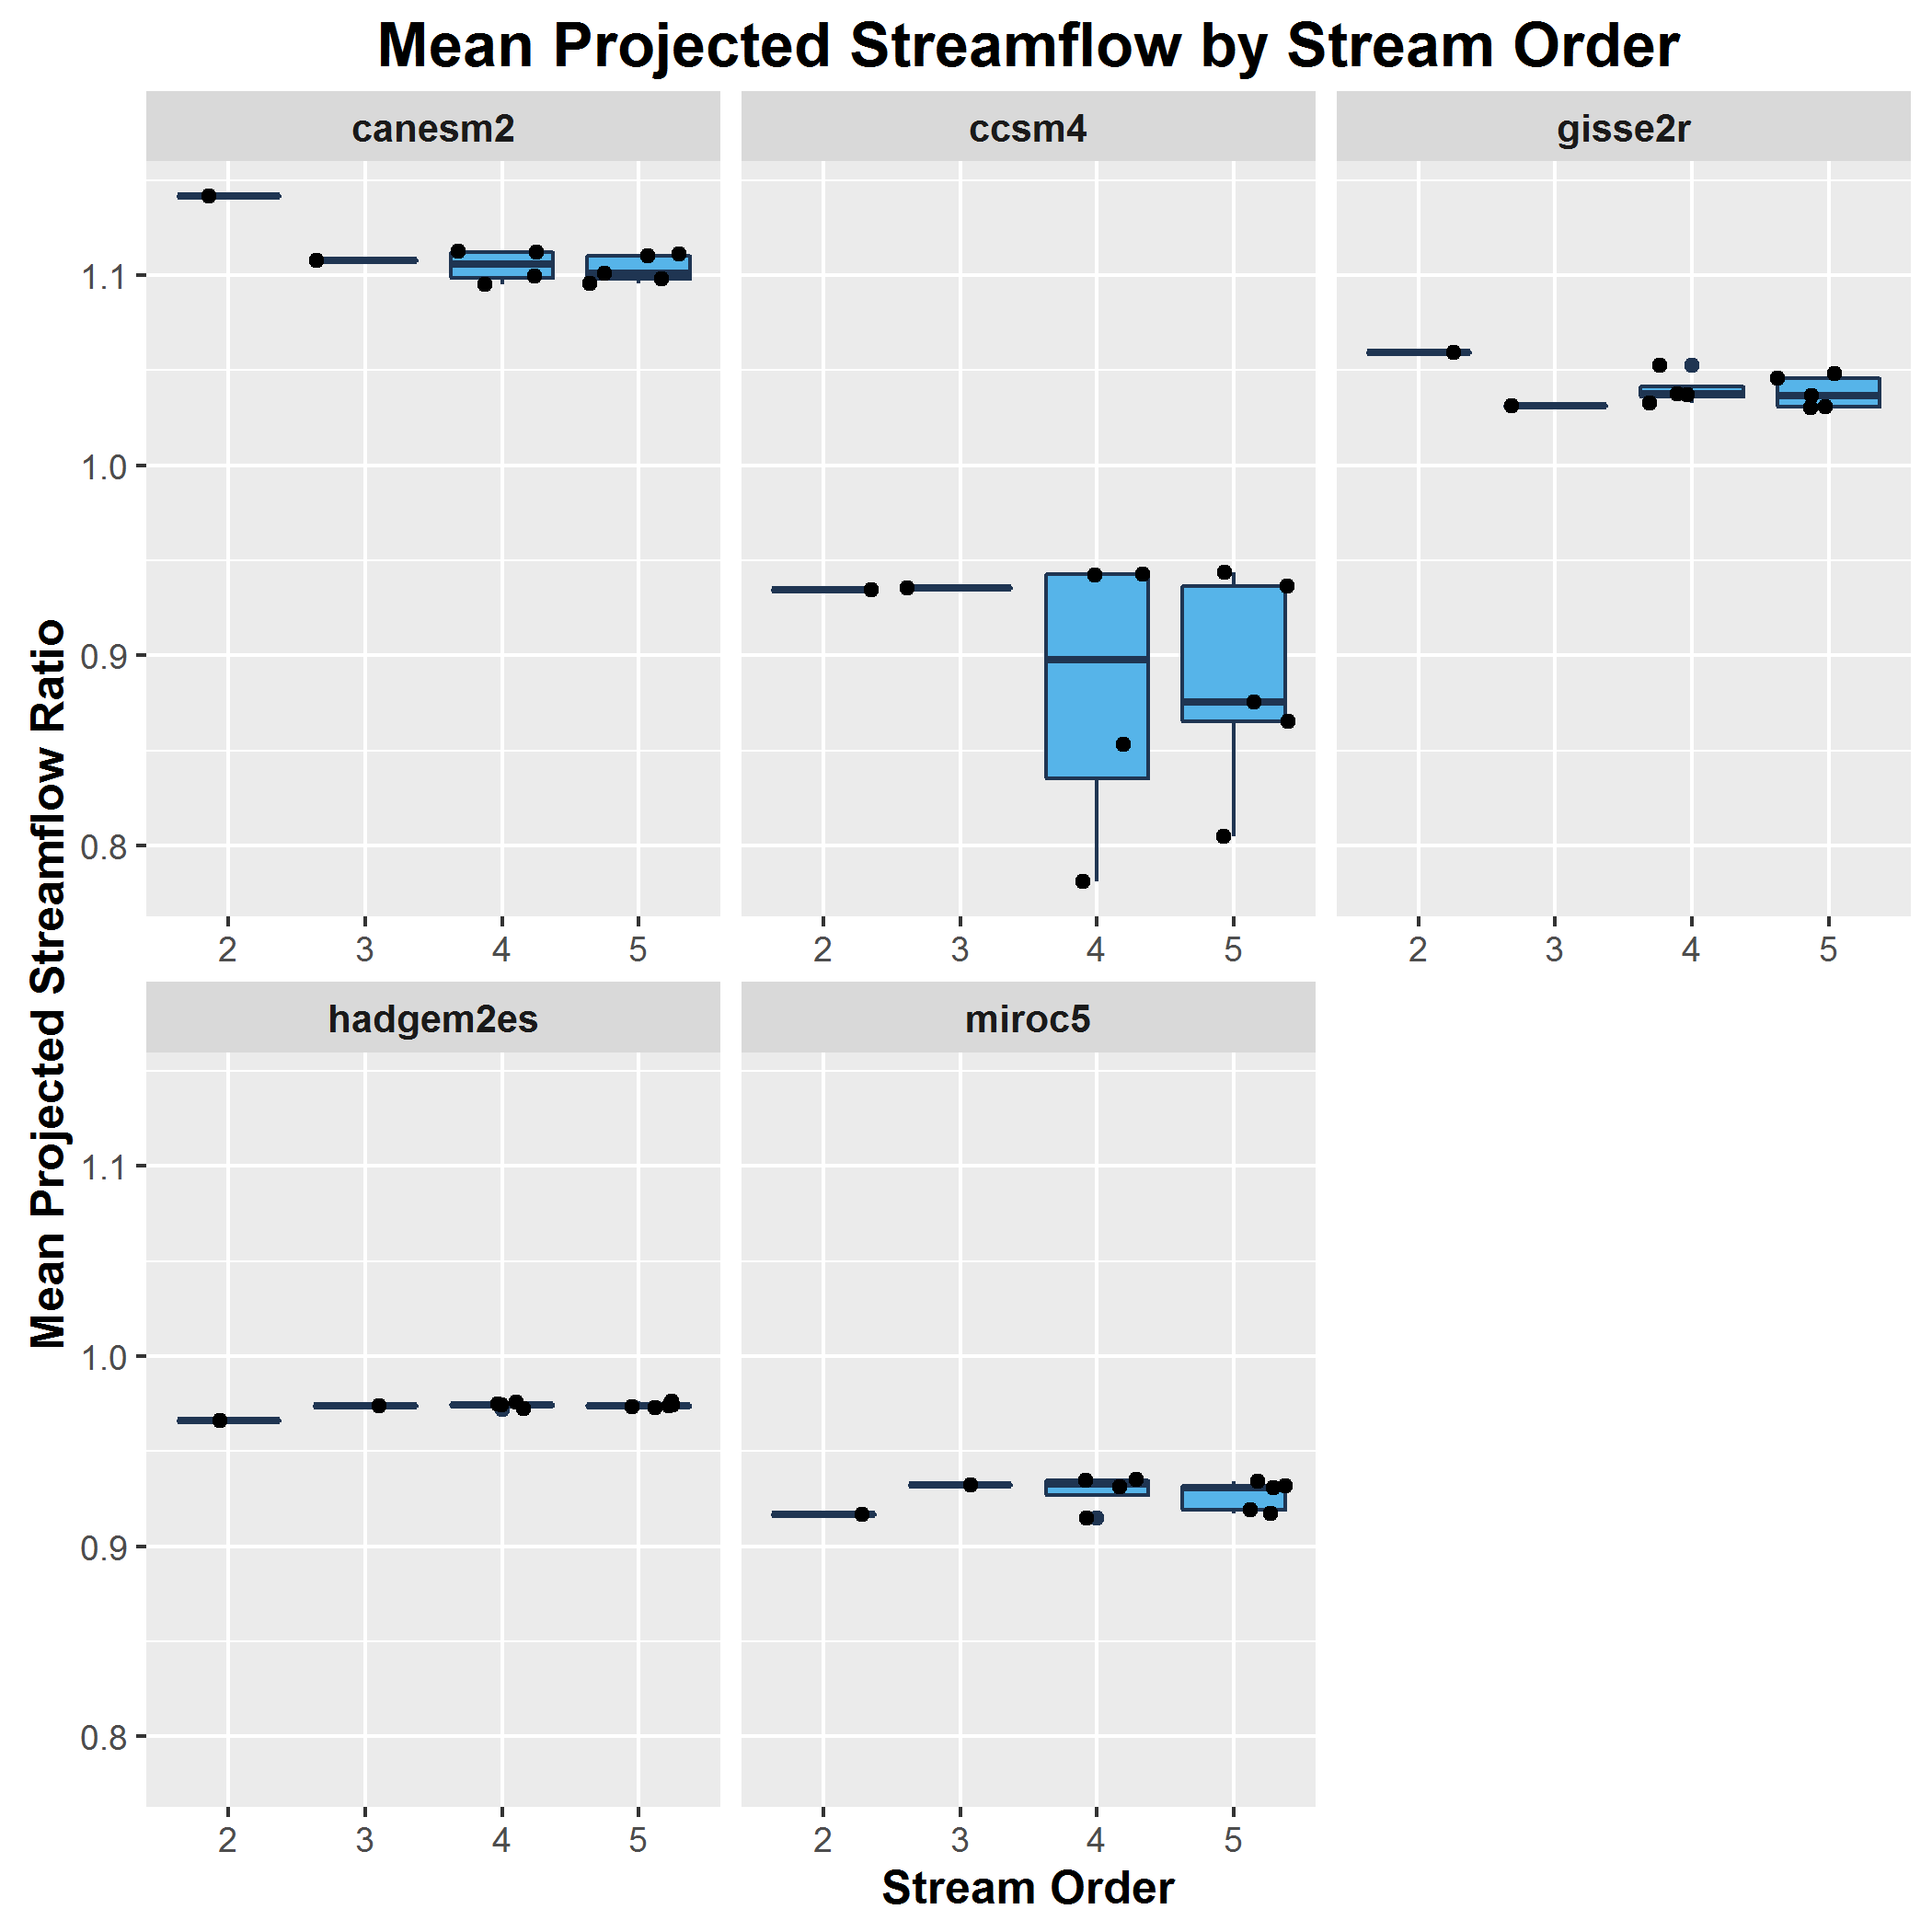 Mean Projected Streamflow by Stream Order
canesm2
ccsm4
gisse2r
1.1
1.0
0.9
0.8
2 3 4 5
2 3 4 5
2 3 4 5
Mean Projected Streamflow Ratio
hadgem2es
miroc5
1.1
1.0
0.9
0.8
2 3 4 5
2 3 4 5
Stream Order